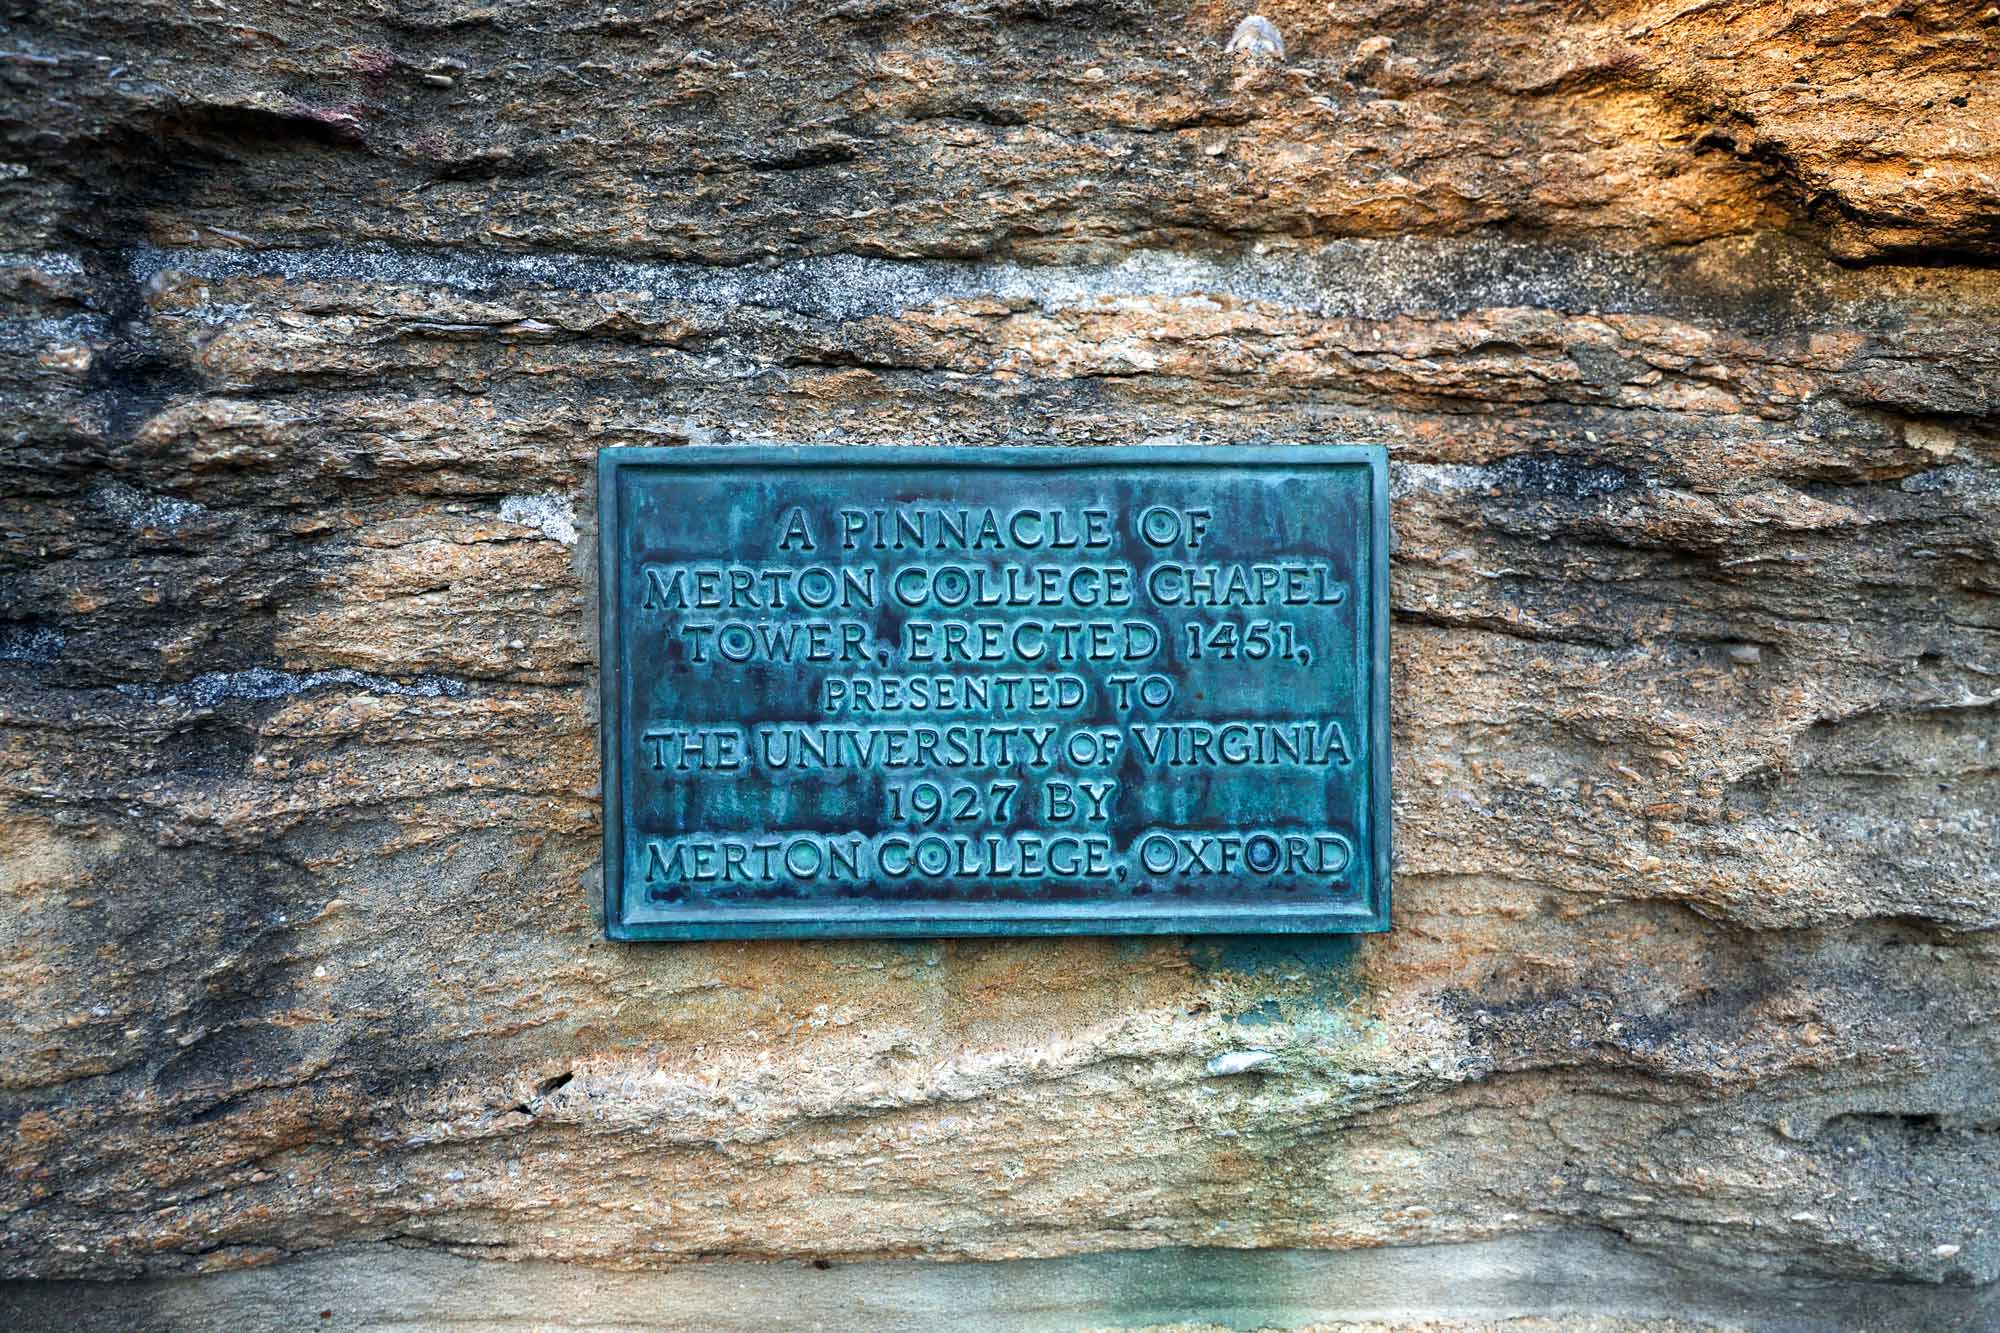 A PINNACLE OF
MERTON COLLEGE CHAPEL
TOWER, ERECTED 1451,
PRESENTED TO
THE UNIVERSITY OF VIRGINIA
1927 BY
MERTON COLLEGE, OXFORD